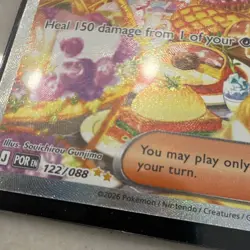 Heal 150 damage from 1 of your
You may play only
your turn.
Illus. Souichirou Gunjima
J POR EN 122/088
©2026 Pokémon / Nintendo / Creatures /